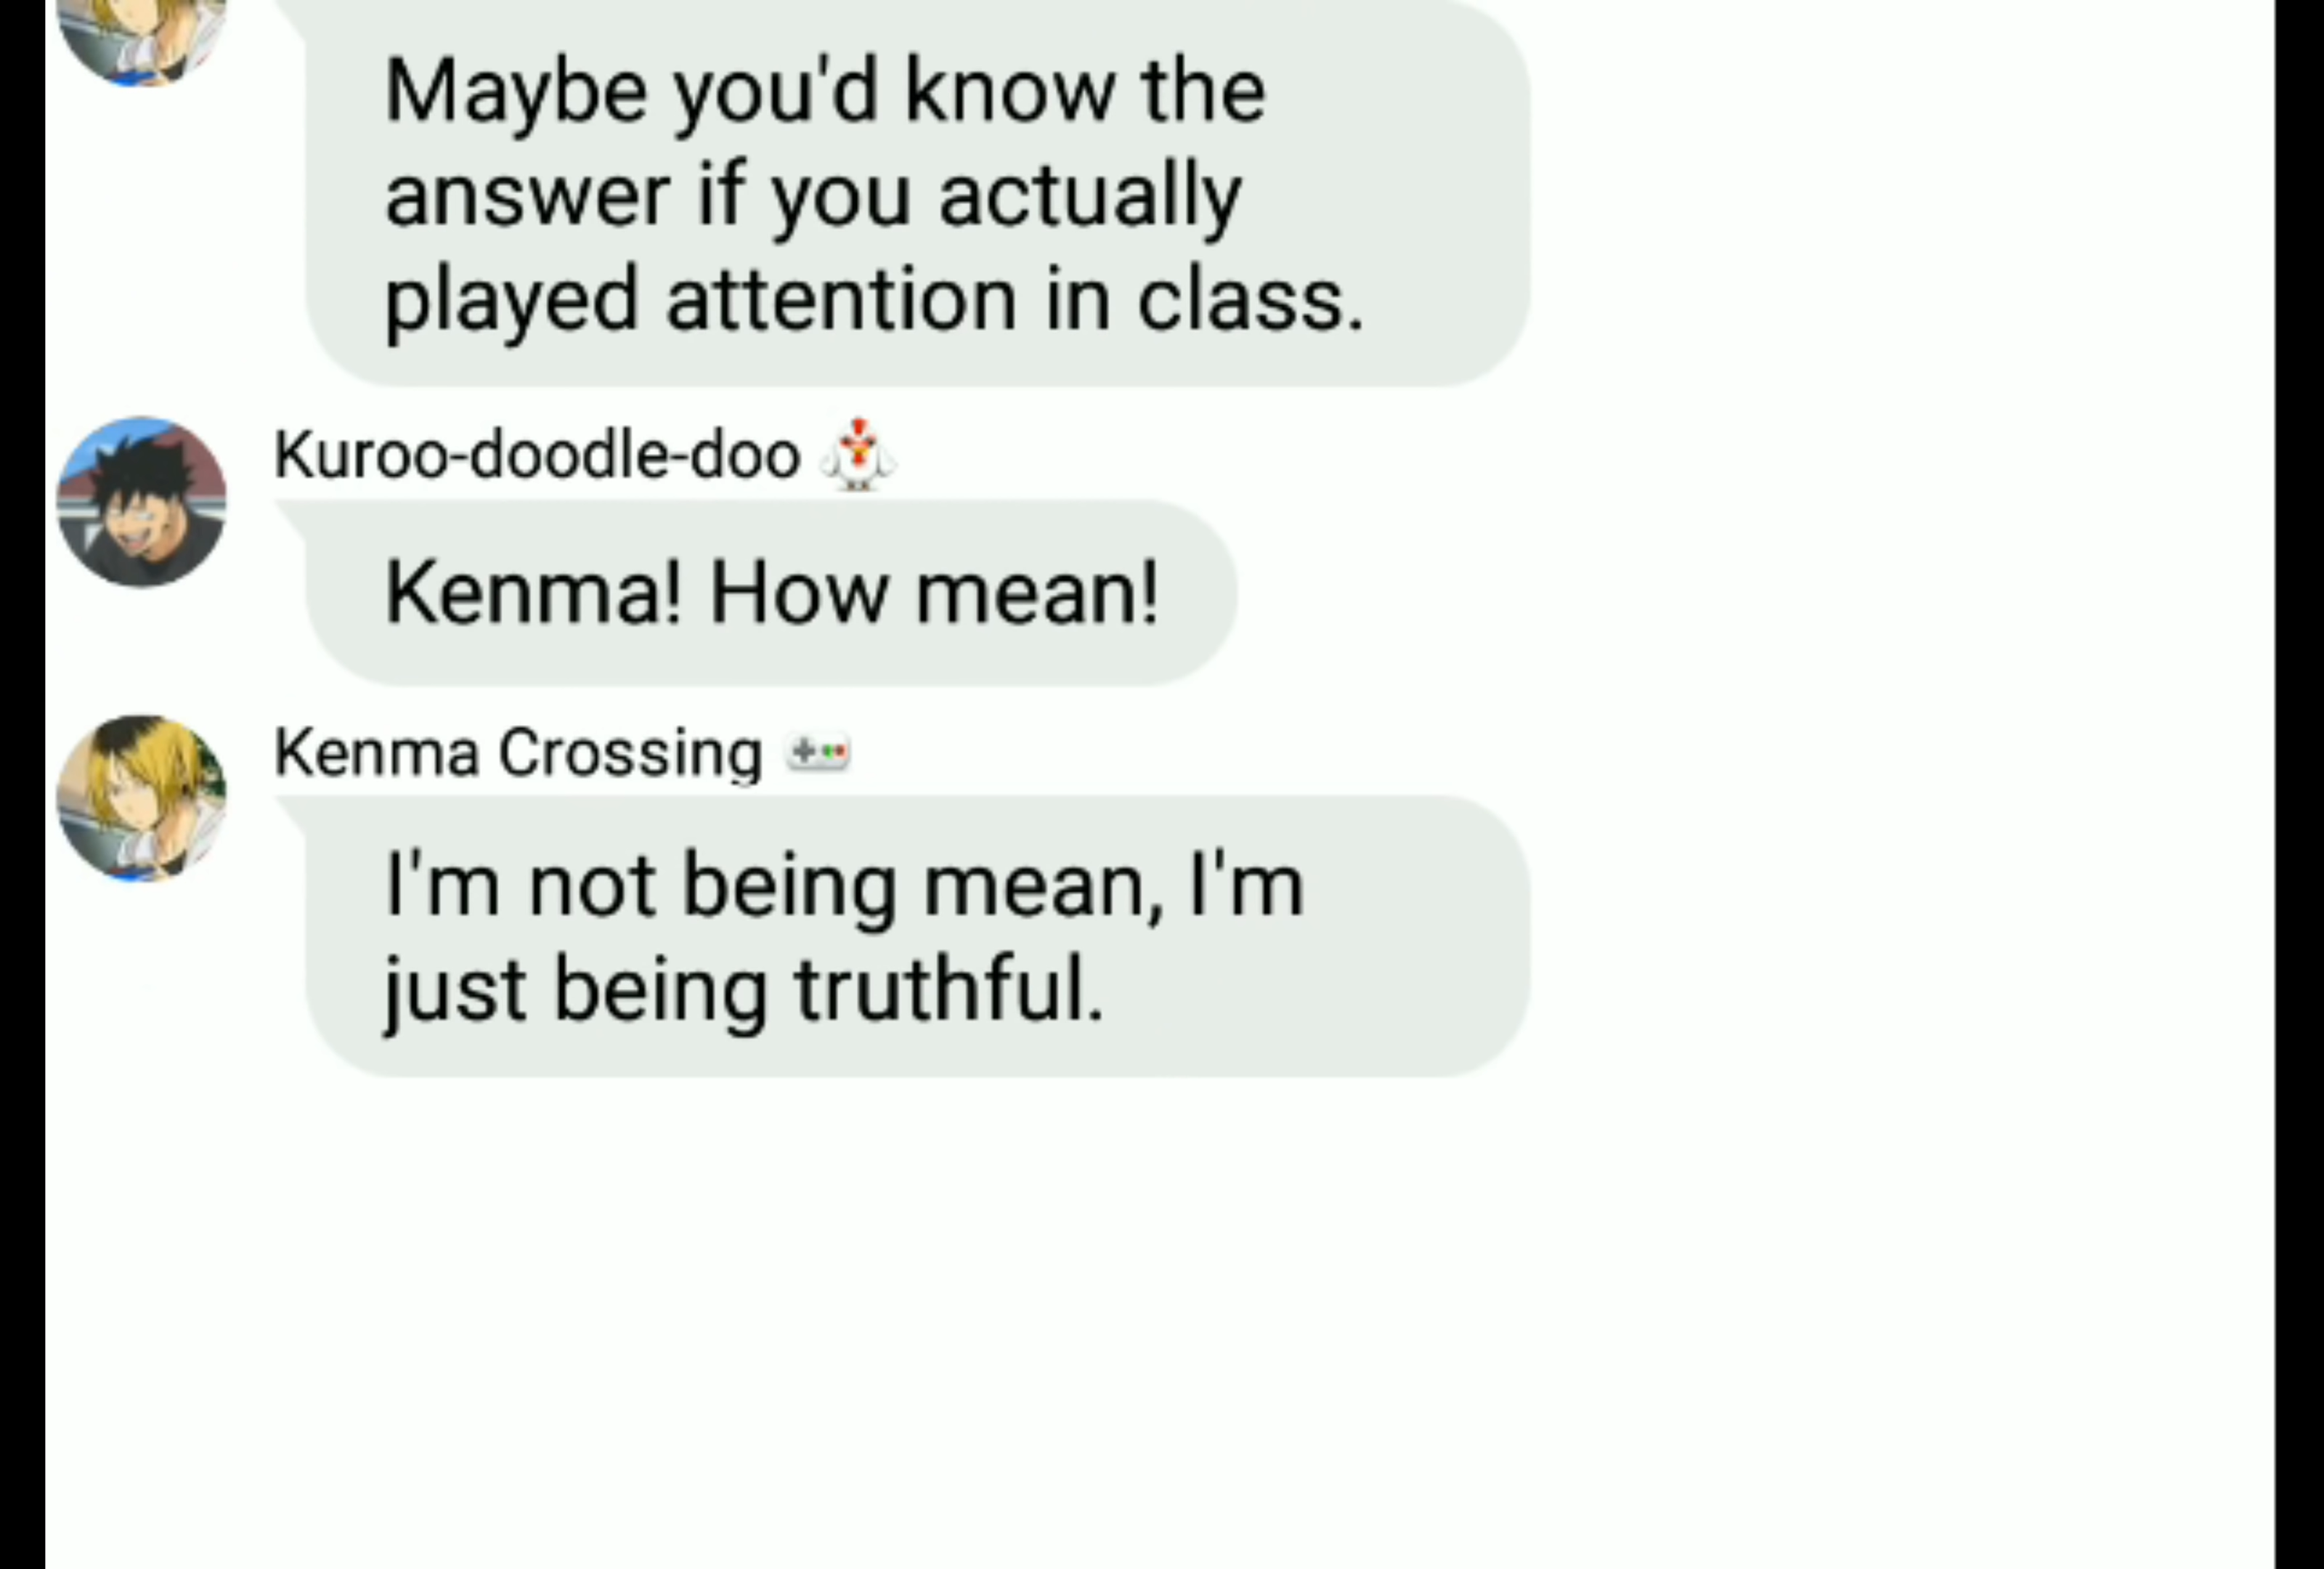 Maybe you'd know the
answer if you actually
played attention in class.
Kuroo-doodle-doo 🐔
Kenma! How mean!
Kenma Crossing 🎮
I'm not being mean, I'm
just being truthful.